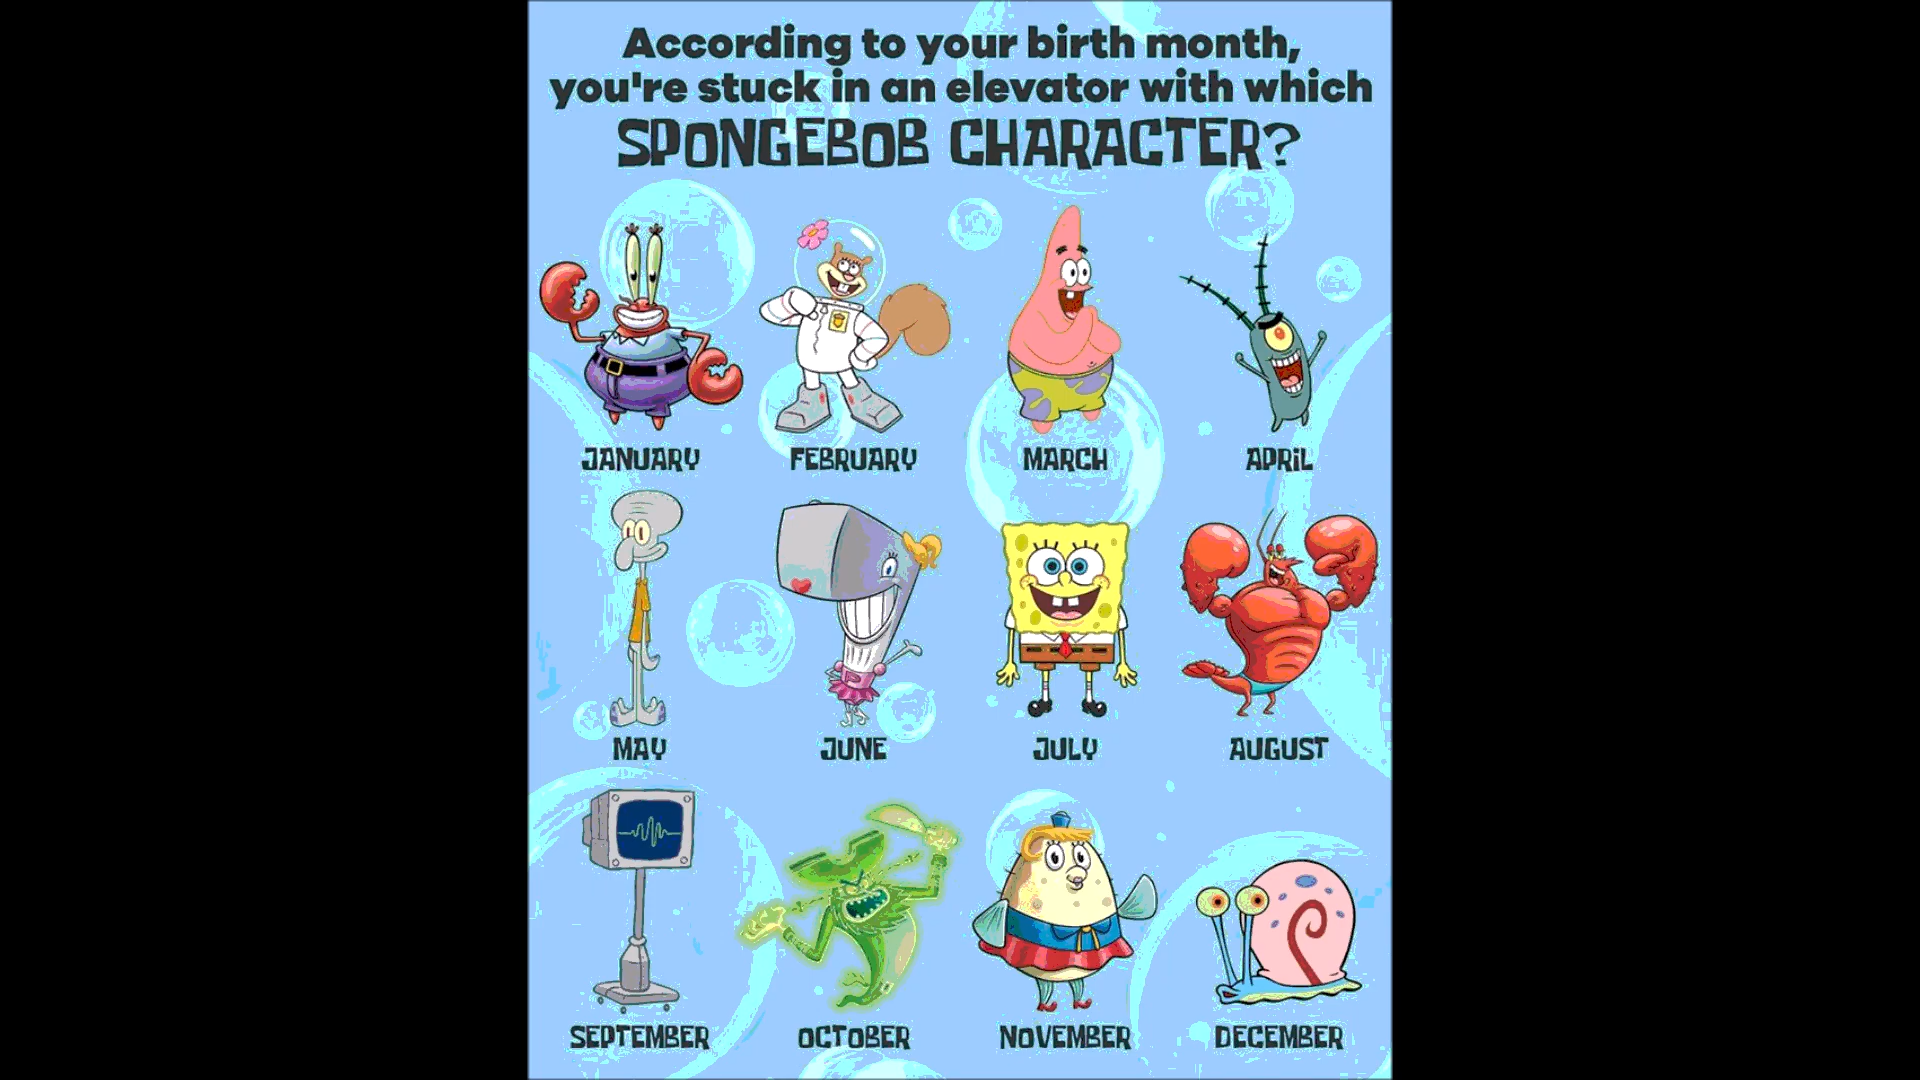 According to your birth month,
you're stuck in an elevator with which
SPONGEBOB CHARACTER?
JANUARY
FEBRUARY
MARCH
APRiL
MAY
JUNE
JULY
AUGUST
SEPTEMBER
OCTOBER
NOVEMBER
DECEMBER